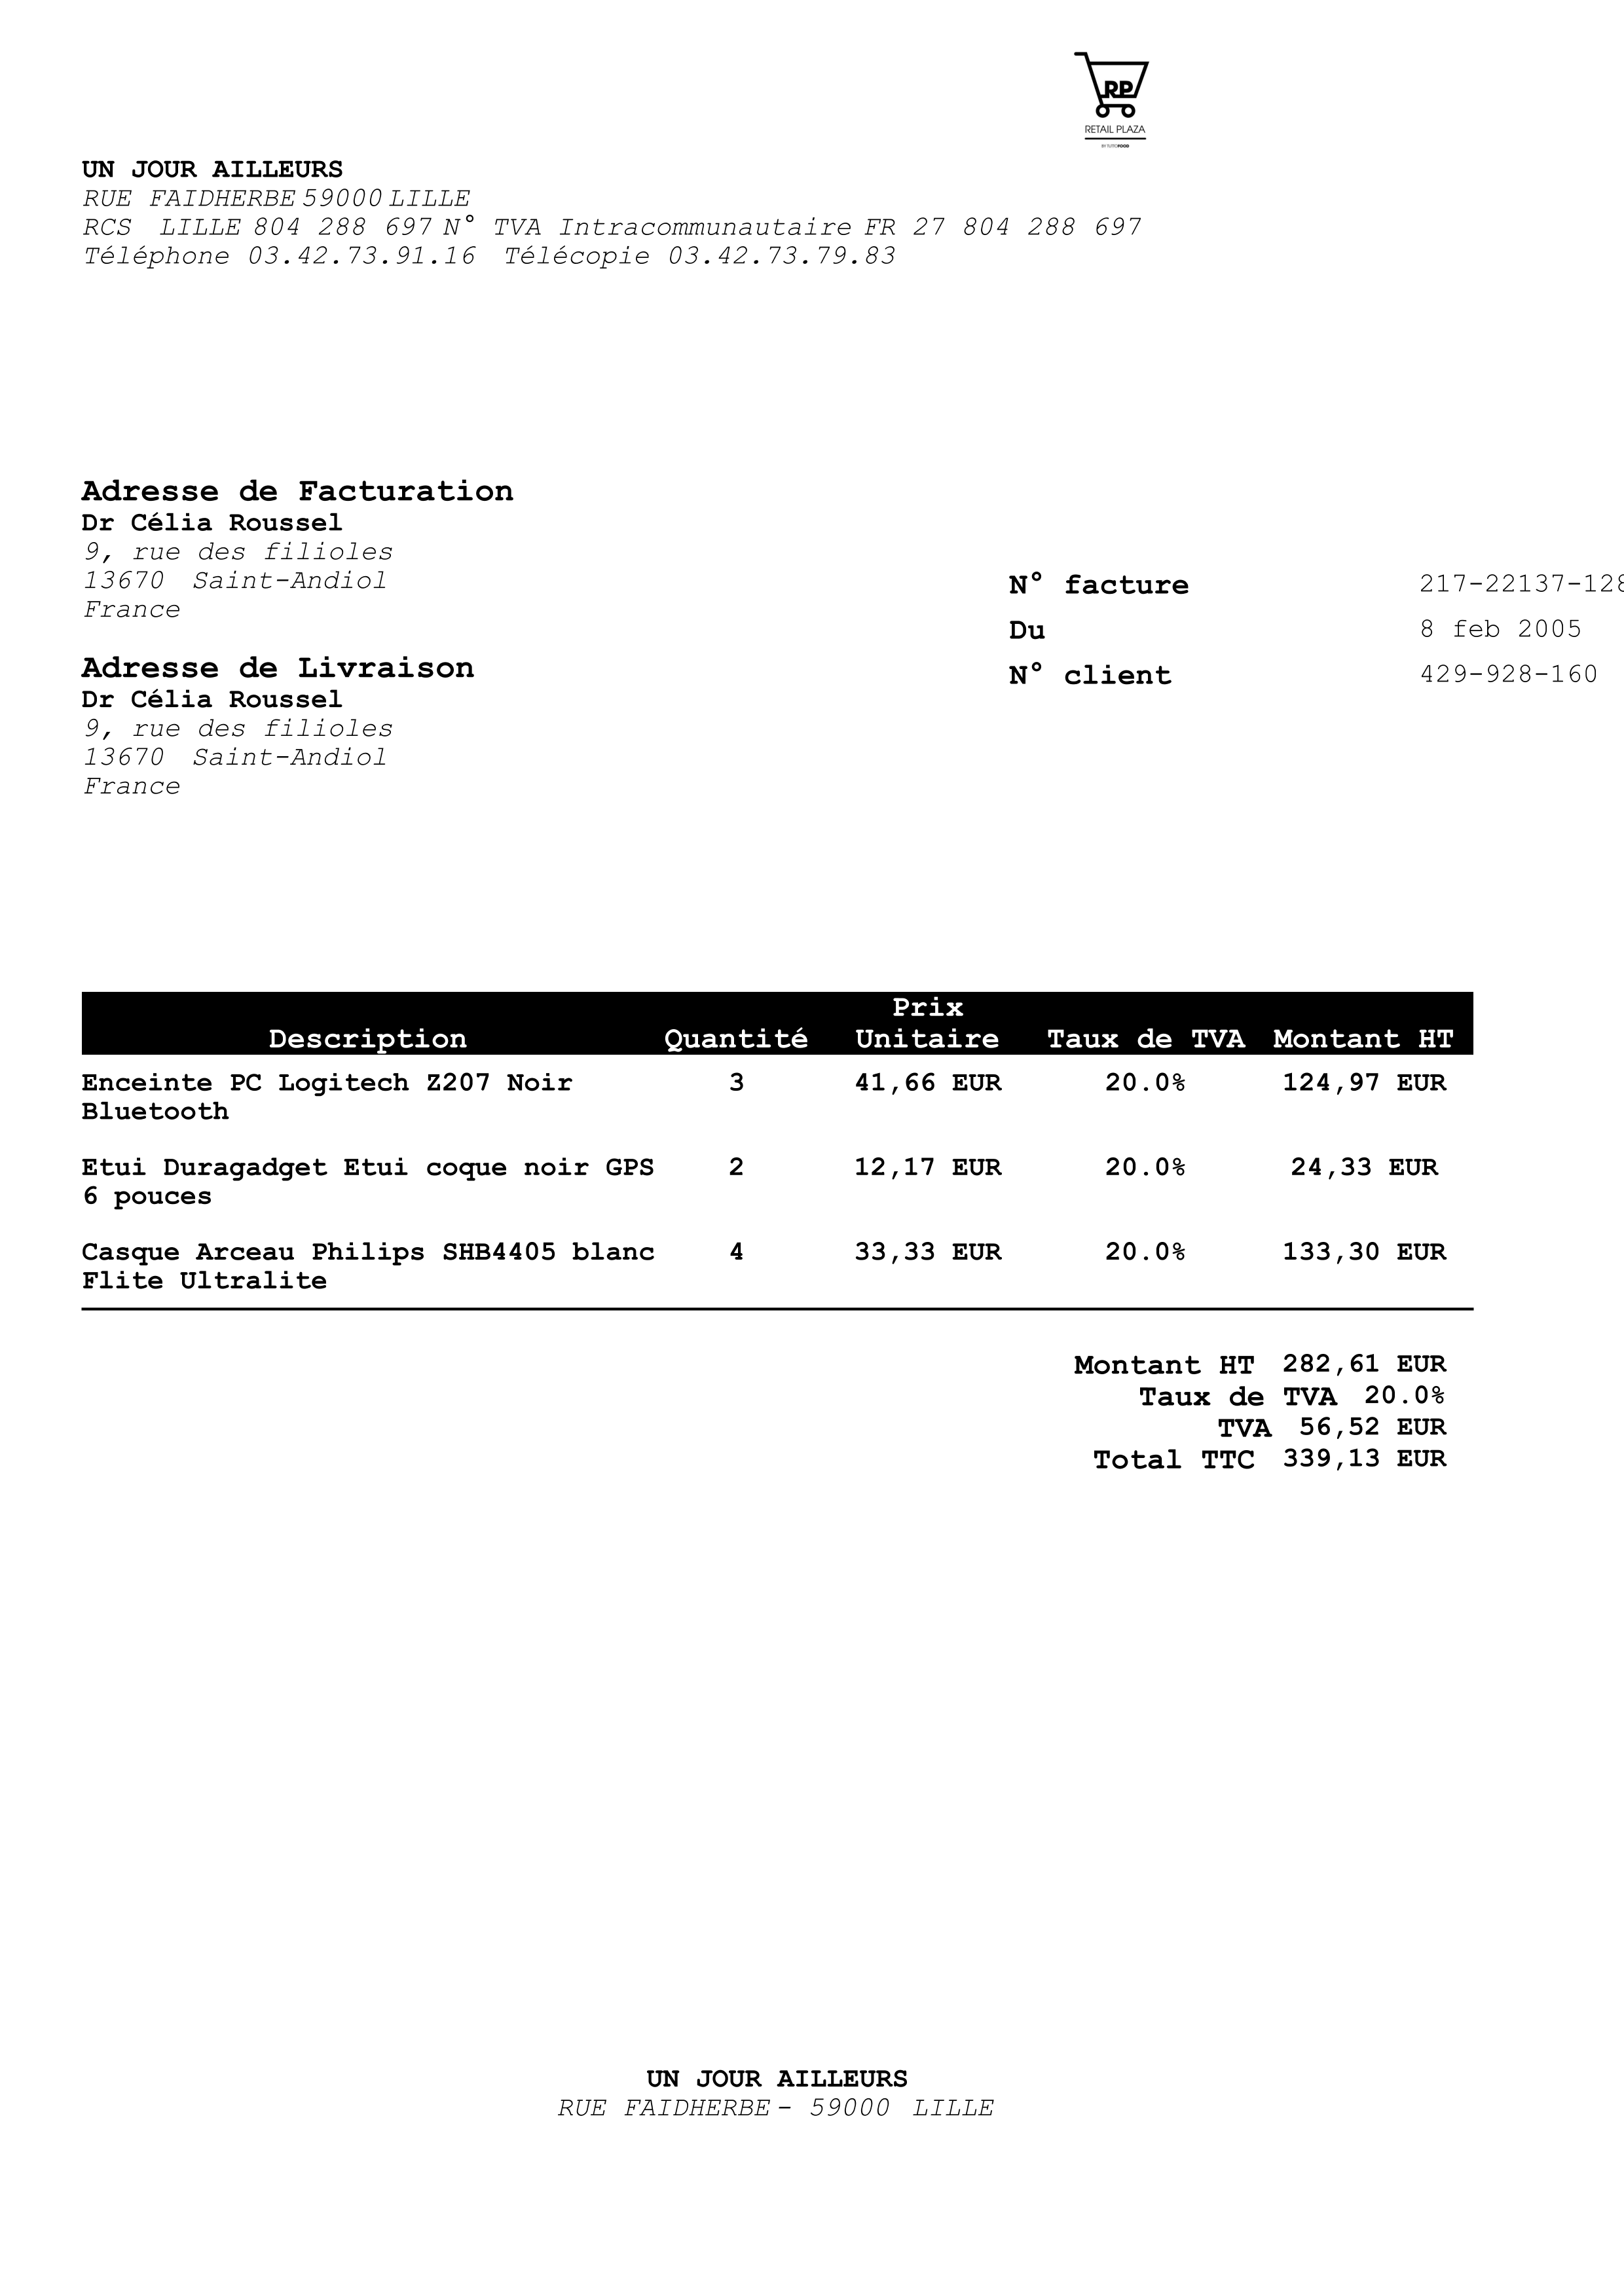 RP
RETAIL PLAZA
BY TUTTOFOOD
UN JOUR AILLEURS
RUE FAIDHERBE 59000 LILLE
RCS LILLE 804 288 697 N° TVA Intracommunautaire FR 27 804 288 697
Téléphone 03.42.73.91.16 Télécopie 03.42.73.79.83
Adresse de Facturation
Dr Célia Roussel
9, rue des filioles
13670 Saint-Andiol
France
N° facture 217-22137-128
Du 8 feb 2005
N° client 429-928-160
Adresse de Livraison
Dr Célia Roussel
9, rue des filioles
13670 Saint-Andiol
France
Description Quantité Prix Unitaire Taux de TVA Montant HT
Enceinte PC Logitech Z207 Noir 3 41,66 EUR 20.0% 124,97 EUR
Bluetooth
Etui Duragadget Etui coque noir GPS 2 12,17 EUR 20.0% 24,33 EUR
6 pouces
Casque Arceau Philips SHB4405 blanc 4 33,33 EUR 20.0% 133,30 EUR
Flite Ultralite
Montant HT 282,61 EUR
Taux de TVA 20.0%
TVA 56,52 EUR
Total TTC 339,13 EUR
UN JOUR AILLEURS
RUE FAIDHERBE - 59000 LILLE